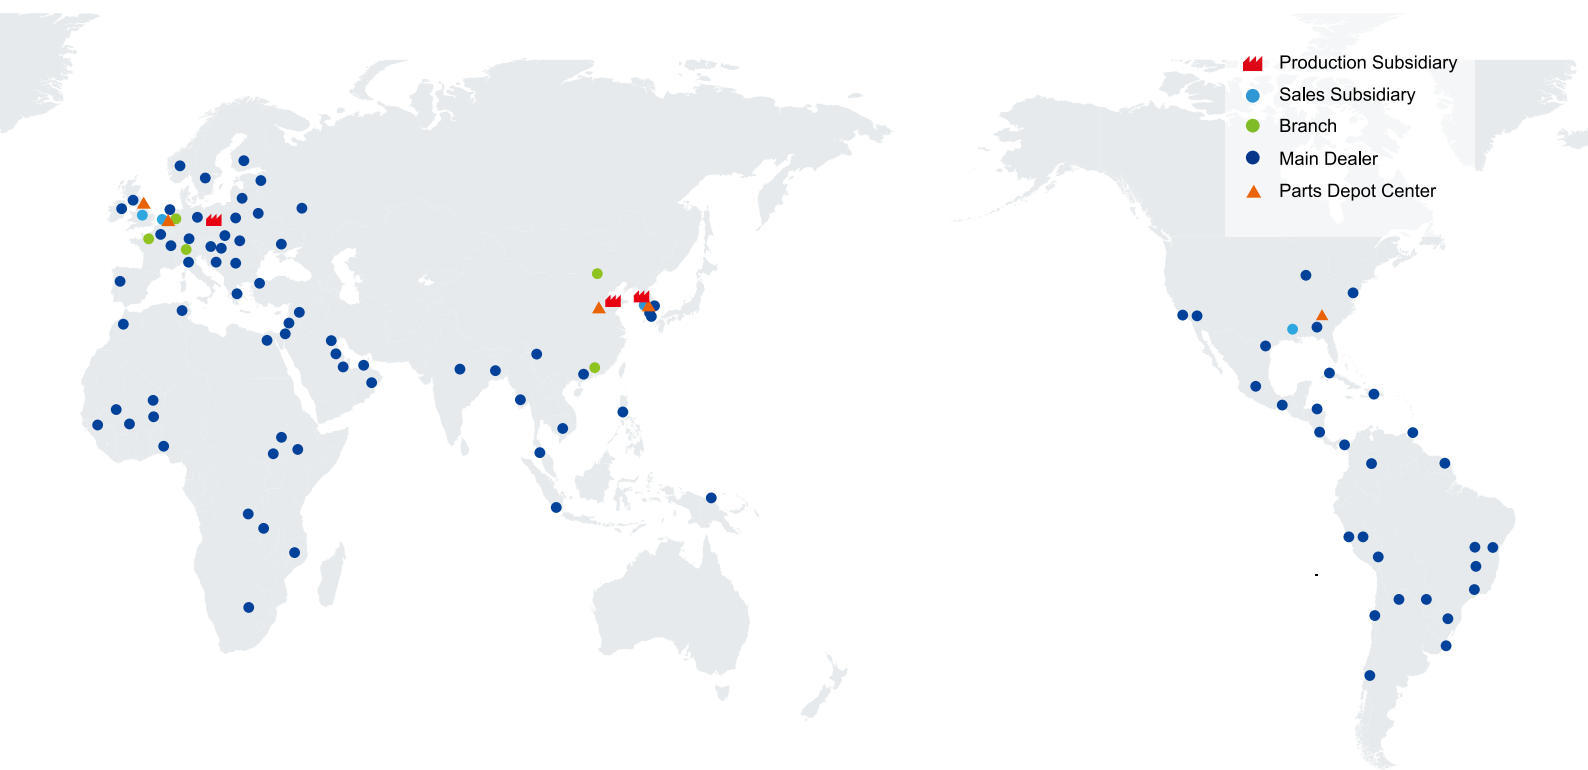 Production Subsidiary
Sales Subsidiary
Branch
Main Dealer
Parts Depot Center